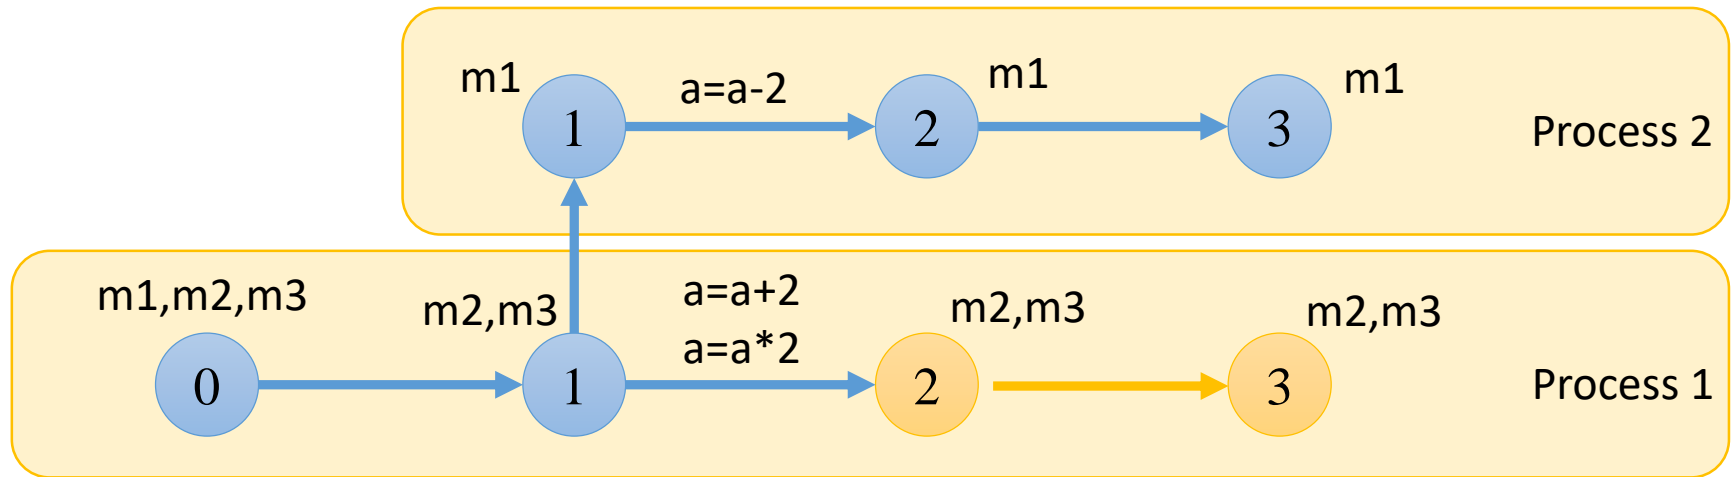 m1
a=a-2
m1
m1
1
2
3
Process 2
m1,m2,m3
m2,m3
a=a+2
a=a*2
m2,m3
m2,m3
0
1
2
3
Process 1